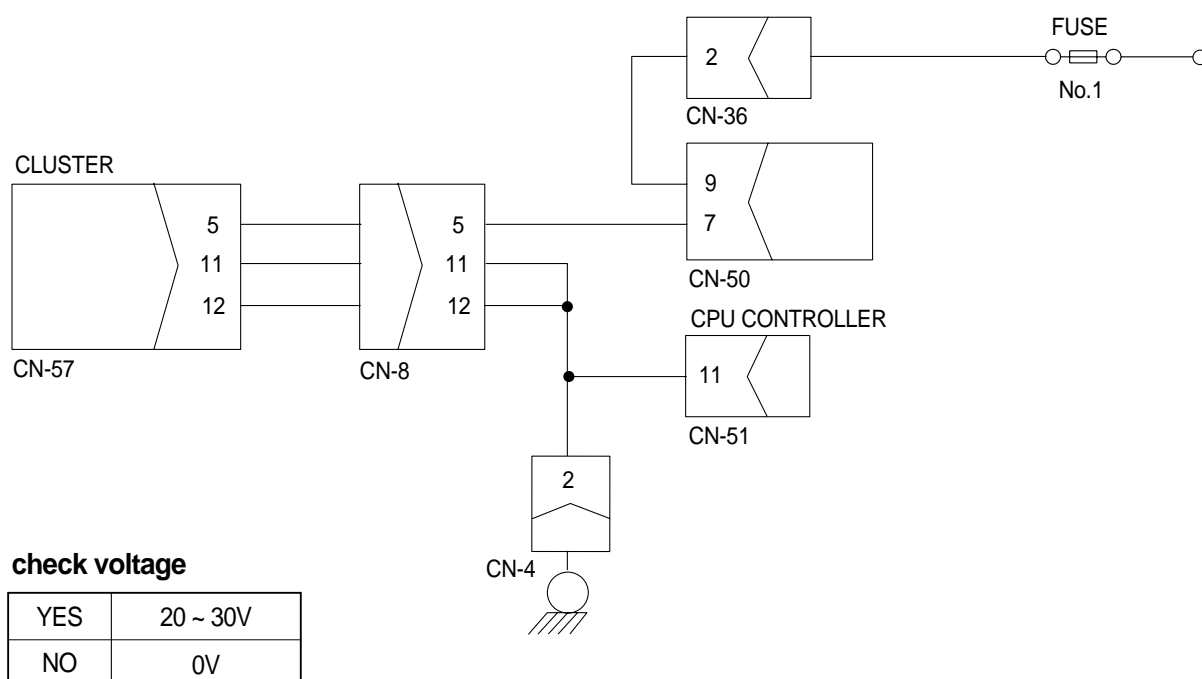 FUSE
2
No.1
CN-36
CLUSTER
9
5
5
7
11
11
CN-50
12
12
CPU CONTROLLER
CN-57
CN-8
11
CN-51
2
check voltage
CN-4
YES 20 ~ 30V
NO 0V